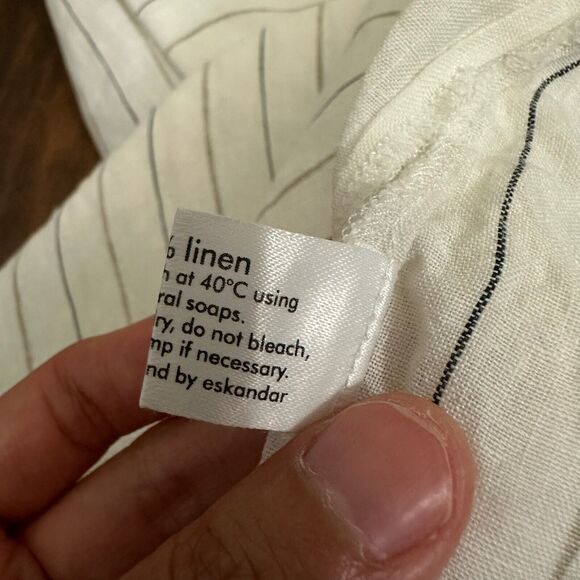 % linen
at 40°C using
ral soaps.
ry, do not bleach,
mp if necessary.
nd by eskandar